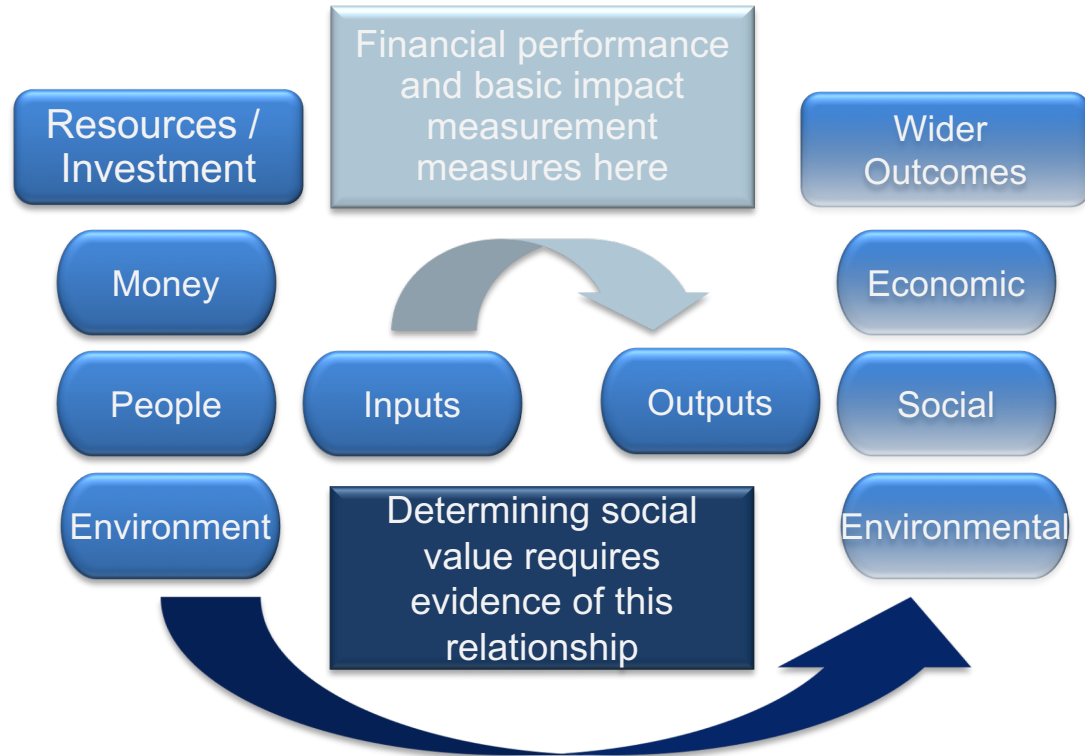 Resources /
Investment
Money
People
Environment
Financial performance
and basic impact
measurement
measures here
Inputs
Outputs
Determining social
value requires
evidence of this
relationship
Wider
Outcomes
Economic
Social
Environmental